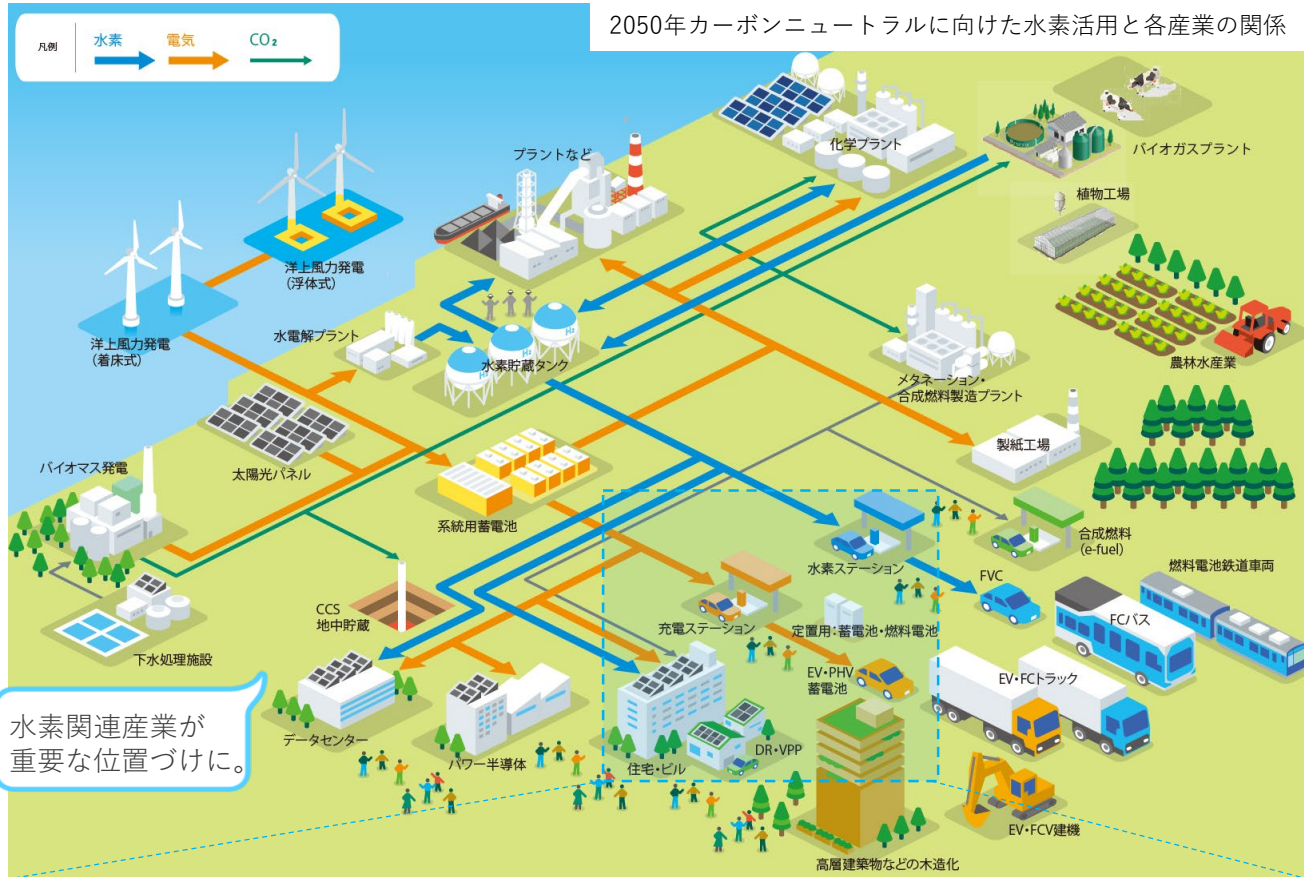 2050年カーボンニュートラルに向けた水素活用と各産業の関係
凡例
水素
電気
CO₂
化学プラント
バイオガスプラント
プラントなど
植物工場
洋上風力発電
(浮体式)
水電解プラント
洋上風力発電
(着床式)
H₂
H₂
H₂
水素貯蔵タンク
農林水産業
メタネーション・
合成燃料製造プラント
製紙工場
バイオマス発電
太陽光パネル
系統用蓄電池
合成燃料
(e-fuel)
水素ステーション
燃料電池鉄道車両
FVC
CCS
地中貯蔵
FCバス
充電ステーション
定置用:蓄電池・燃料電池
下水処理施設
EV・PHV
蓄電池
EV・FCトラック
水素関連産業が
重要な位置づけに。
データセンター
パワー半導体
住宅・ビル
DR・VPP
EV・FCV建機
高層建築物などの木造化